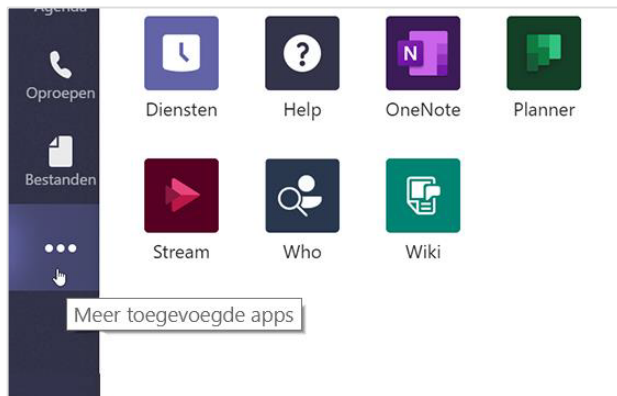 Agenda
Oproepen
Bestanden
Diensten
Help
OneNote
Planner
Stream
Who
Wiki
Meer toegevoegde apps